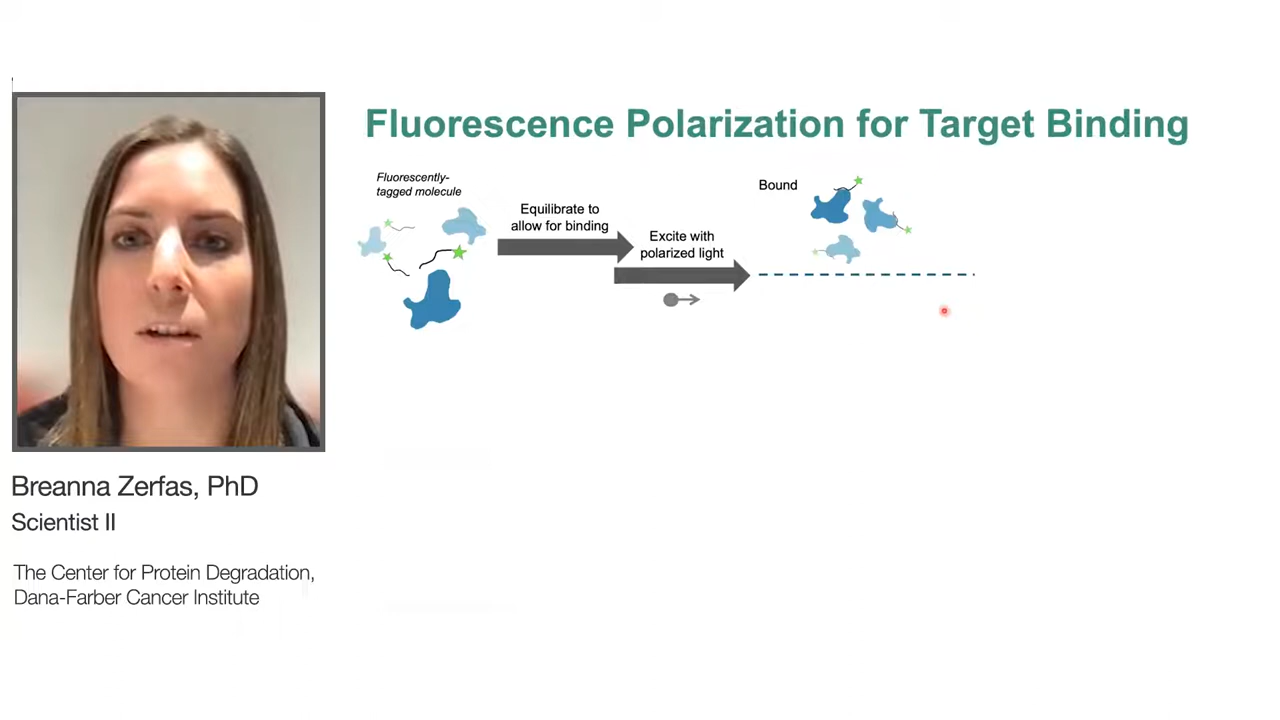 Fluorescence Polarization for Target Binding
Fluorescently-
tagged molecule
Equilibrate to
allow for binding
Excite with
polarized light
Bound
Breanna Zerfas, PhD
Scientist II
The Center for Protein Degradation,
Dana-Farber Cancer Institute